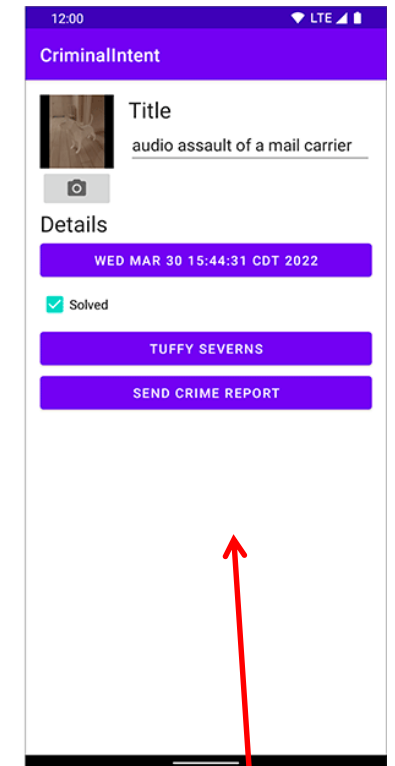 12:00 LTE
CriminalIntent
Title
audio assault of a mail carrier
Details
WED MAR 30 15:44:31 CDT 2022
Solved
TUFFY SEVERNS
SEND CRIME REPORT